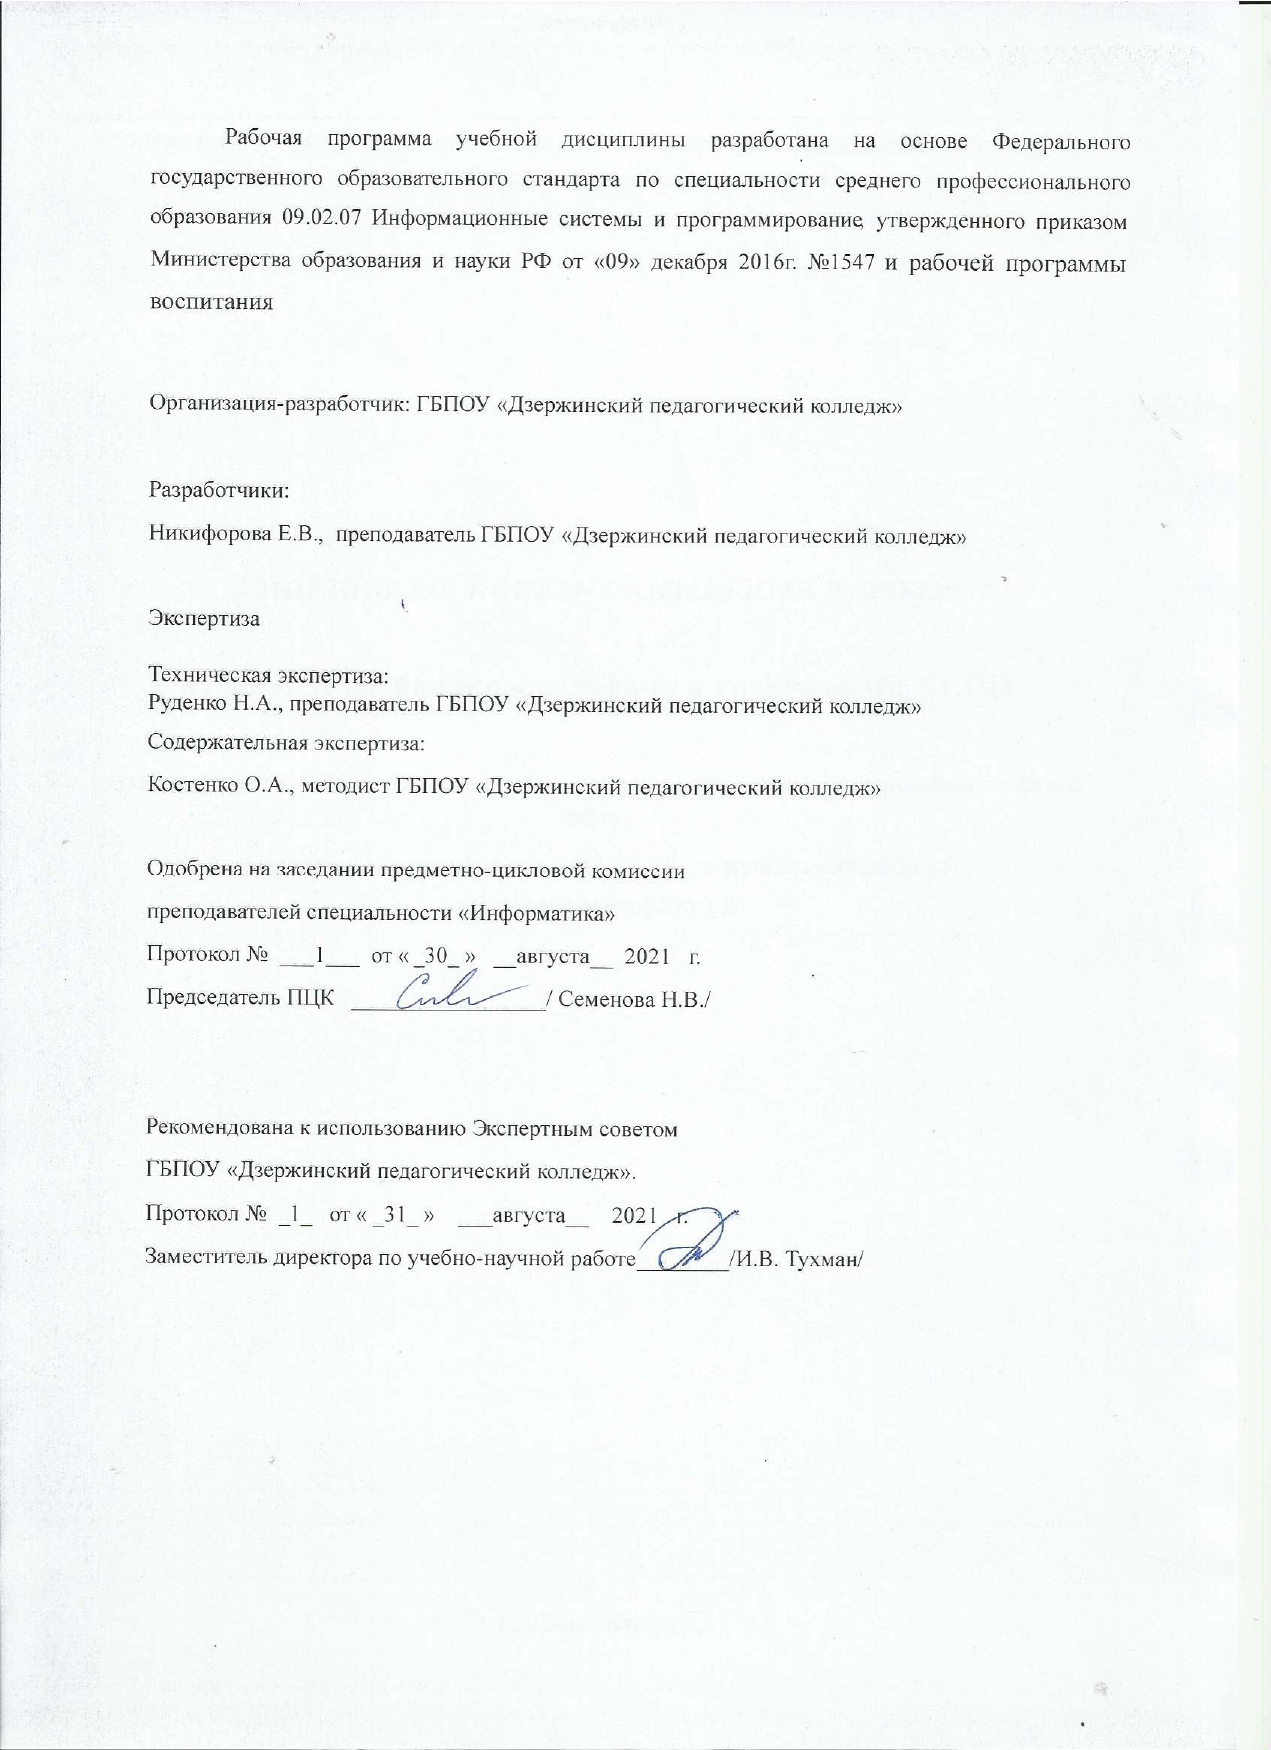 Рабочая программа учебной дисциплины разработана на основе Федерального
государственного образовательного стандарта по специальности среднего профессионального
образования 09.02.07 Информационные системы и программирование, утвержденного приказом
Министерства образования и науки РФ от «09» декабря 2016г. №1547 и рабочей программы
воспитания
Организация-разработчик: ГБПОУ «Дзержинский педагогический колледж»
Разработчики:
Никифорова Е.В., преподаватель ГБПОУ «Дзержинский педагогический колледж»
Экспертиза
Техническая экспертиза:
Руденко Н.А., преподаватель ГБПОУ «Дзержинский педагогический колледж»
Содержательная экспертиза:
Костенко О.А., методист ГБПОУ «Дзержинский педагогический колледж»
Одобрена на заседании предметно-цикловой комиссии
преподавателей специальности «Информатика»
Протокол № ___1___ от « _30_ » __августа__ 2021 г.
Председатель ПЦК ________________/ Семенова Н.В./
Рекомендована к использованию Экспертным советом
ГБПОУ «Дзержинский педагогический колледж».
Протокол № _1_ от « _31_ » ___августа__ 2021 г.
Заместитель директора по учебно-научной работе________/И.В. Тухман/